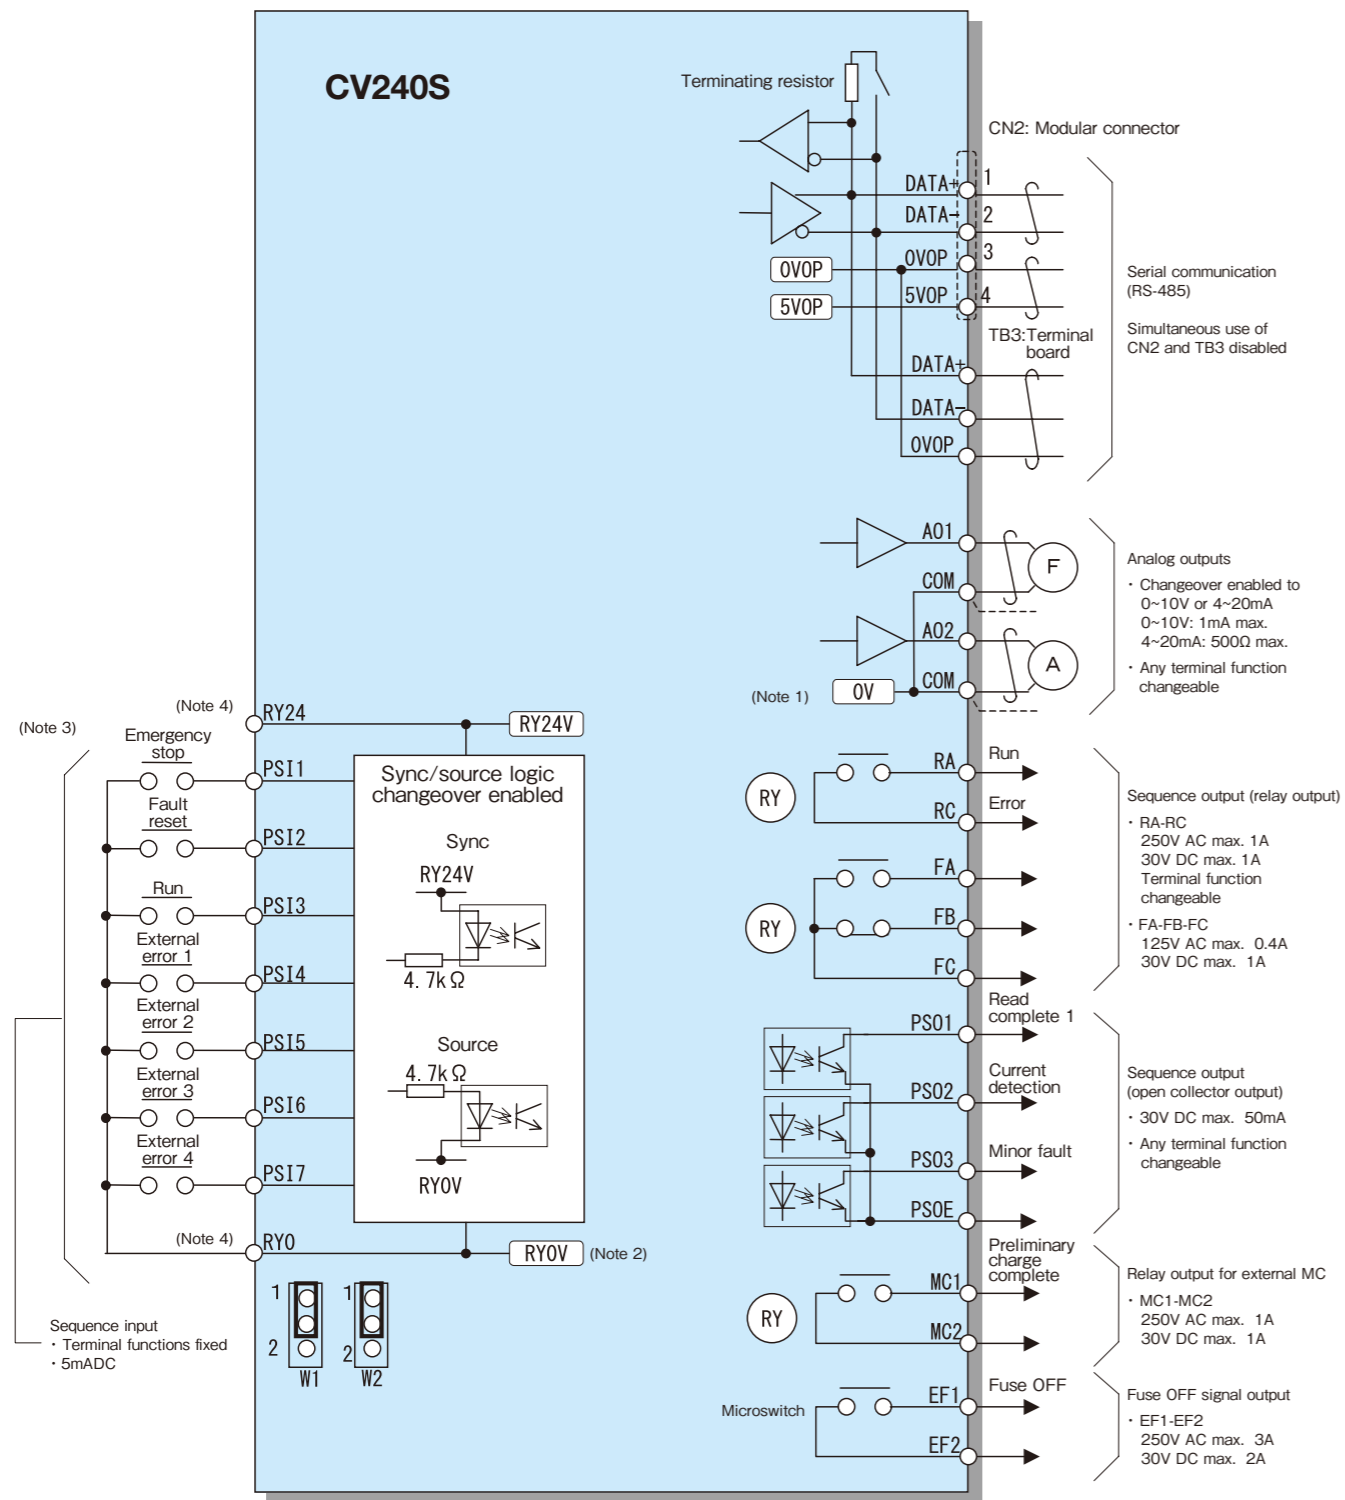 CV240S
Terminating resistor
CN2: Modular connector
DATA+
1
DATA-
2
0V0P
0V0P
3
5V0P
5V0P
4
Serial communication
(RS-485)
Simultaneous use of
CN2 and TB3 disabled
TB3:Terminal
board
DATA+
DATA-
0V0P
A01
COM
F
A02
COM
A
(Note 1)
0V
Analog outputs
・Changeover enabled to
0~10V or 4~20mA
0~10V: 1mA max.
4~20mA: 500Ω max.
・Any terminal function
changeable
(Note 3)
(Note 4)
RY24
RY24V
Emergency
stop
PSI1
Fault
reset
PSI2
Run
PSI3
External
error 1
PSI4
External
error 2
PSI5
External
error 3
PSI6
External
error 4
PSI7
(Note 4)
RY0
RY0V
(Note 2)
Sync/source logic
changeover enabled
Sync
RY24V
4.7kΩ
Source
4.7kΩ
RY0V
Sequence input
・Terminal functions fixed
・5mADC
1
2
W1
1
2
W2
RY
RA
Run
RC
Error
RY
FA
FB
FC
Sequence output (relay output)
・RA-RC
250V AC max. 1A
30V DC max. 1A
Terminal function
changeable
・FA-FB-FC
125V AC max. 0.4A
30V DC max. 1A
PS01
Read
complete 1
PS02
Current
detection
PS03
Minor fault
PS0E
Sequence output
(open collector output)
・30V DC max. 50mA
・Any terminal function
changeable
RY
MC1
Preliminary
charge
complete
MC2
Relay output for external MC
・MC1-MC2
250V AC max. 1A
30V DC max. 1A
Microswitch
EF1
Fuse OFF
EF2
Fuse OFF signal output
・EF1-EF2
250V AC max. 3A
30V DC max. 2A